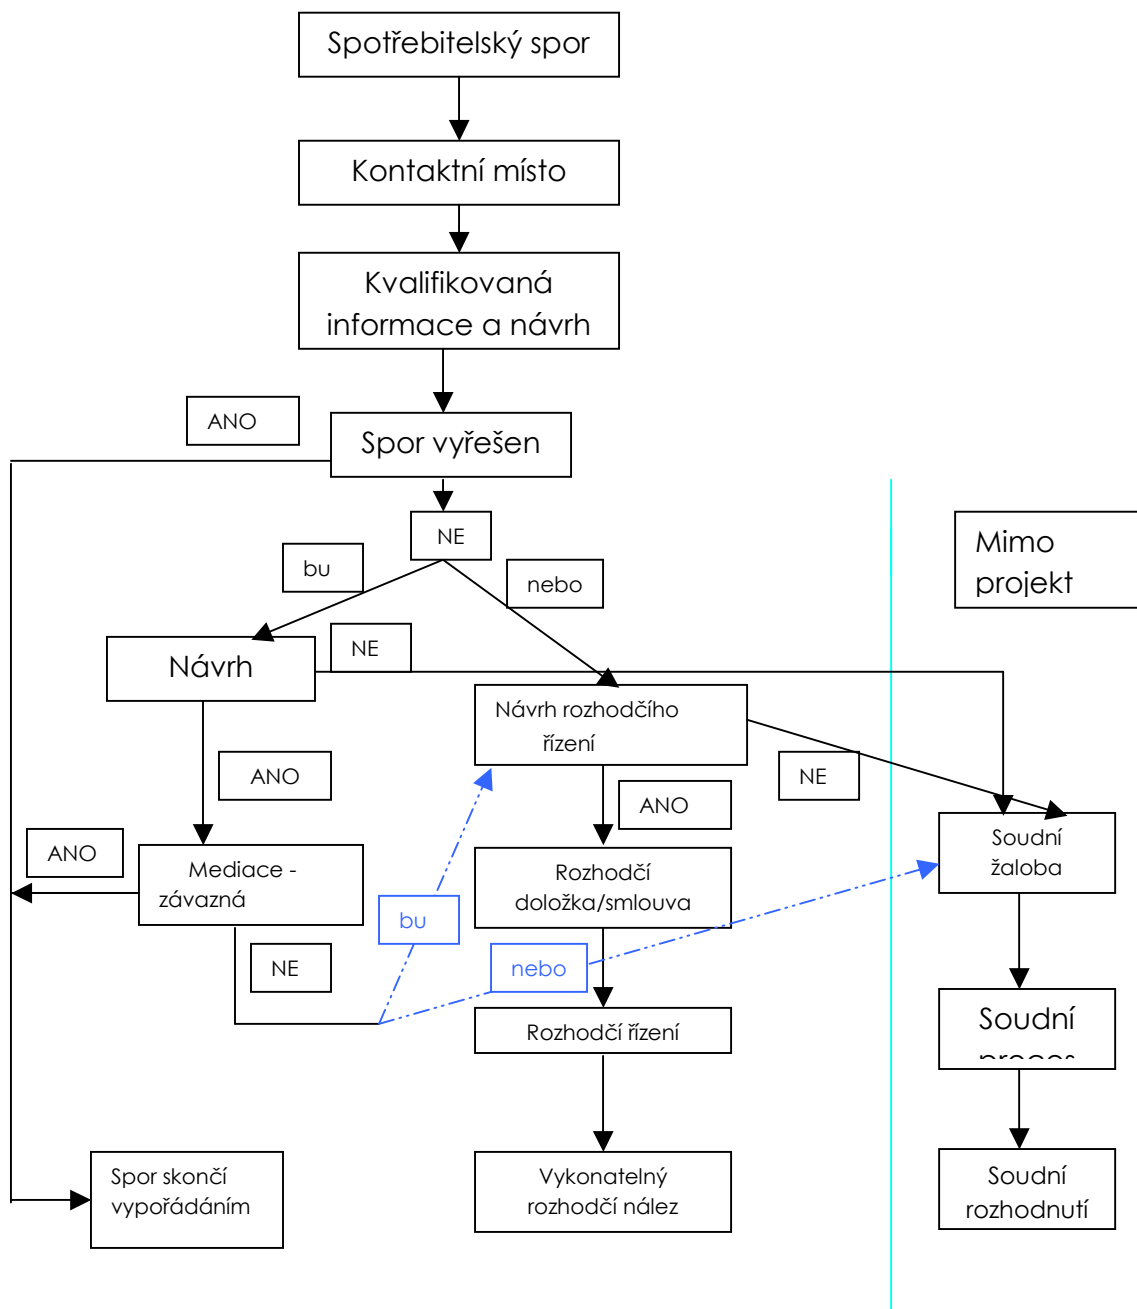 Spotřebitelský spor
Kontaktní místo
Kvalifikovaná
informace a návrh
ANO
Spor vyřešen
NE
bu
nebo
Mimo
projekt
NE
Návrh
Návrh rozhodčího
řízení
ANO
NE
ANO
ANO
Mediace -
závazná
Rozhodčí
doložka/smlouva
Soudní
žaloba
bu
NE
nebo
Rozhodčí řízení
Soudní
proces
Spor skončí
vypořádáním
Vykonatelný
rozhodčí nález
Soudní
rozhodnutí